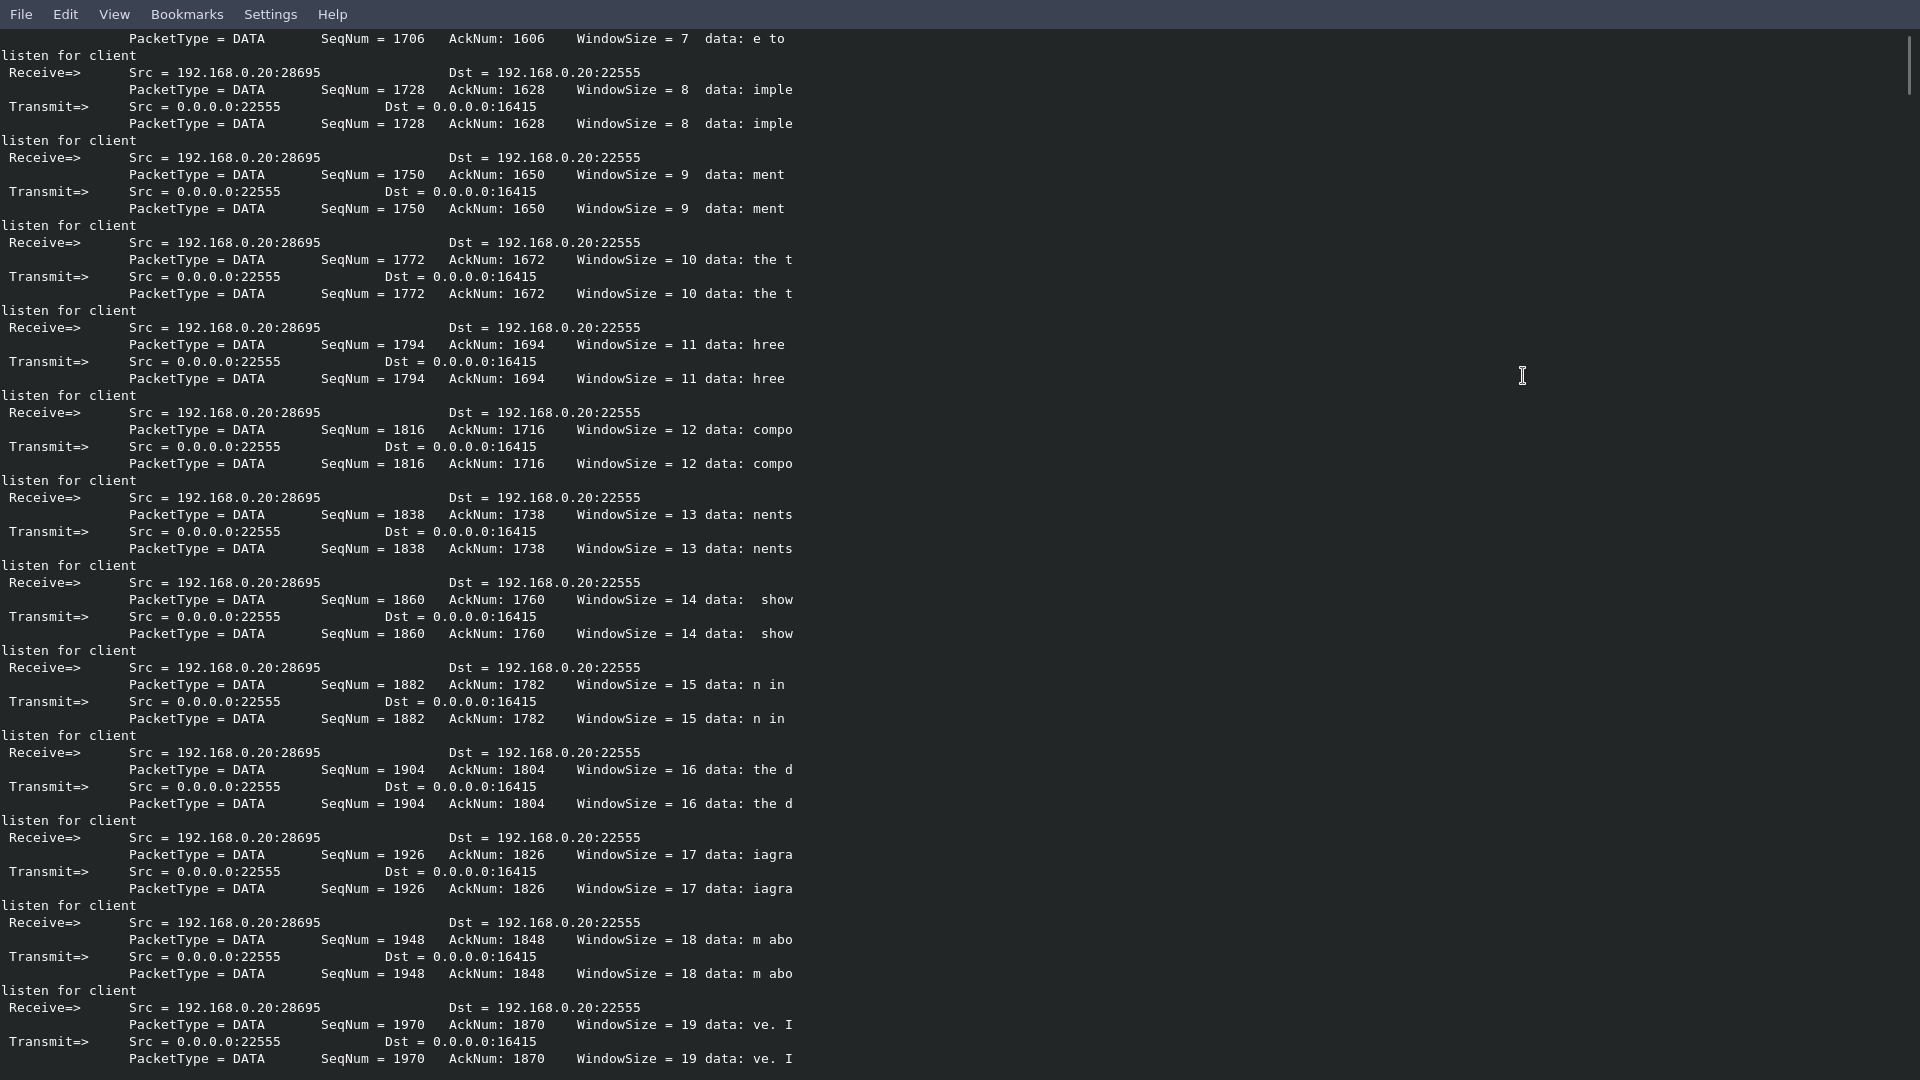 File Edit View Bookmarks Settings Help
PacketType = DATA SeqNum = 1706 AckNum: 1606 WindowSize = 7 data: e to
listen for client
Receive=> Src = 192.168.0.20:28695 Dst = 192.168.0.20:22555
PacketType = DATA SeqNum = 1728 AckNum: 1628 WindowSize = 8 data: imple
Transmit=> Src = 0.0.0.0:22555 Dst = 0.0.0.0:16415
PacketType = DATA SeqNum = 1728 AckNum: 1628 WindowSize = 8 data: imple
listen for client
Receive=> Src = 192.168.0.20:28695 Dst = 192.168.0.20:22555
PacketType = DATA SeqNum = 1750 AckNum: 1650 WindowSize = 9 data: ment
Transmit=> Src = 0.0.0.0:22555 Dst = 0.0.0.0:16415
PacketType = DATA SeqNum = 1750 AckNum: 1650 WindowSize = 9 data: ment
listen for client
Receive=> Src = 192.168.0.20:28695 Dst = 192.168.0.20:22555
PacketType = DATA SeqNum = 1772 AckNum: 1672 WindowSize = 10 data: the t
Transmit=> Src = 0.0.0.0:22555 Dst = 0.0.0.0:16415
PacketType = DATA SeqNum = 1772 AckNum: 1672 WindowSize = 10 data: the t
listen for client
Receive=> Src = 192.168.0.20:28695 Dst = 192.168.0.20:22555
PacketType = DATA SeqNum = 1794 AckNum: 1694 WindowSize = 11 data: hree
Transmit=> Src = 0.0.0.0:22555 Dst = 0.0.0.0:16415
PacketType = DATA SeqNum = 1794 AckNum: 1694 WindowSize = 11 data: hree
listen for client
Receive=> Src = 192.168.0.20:28695 Dst = 192.168.0.20:22555
PacketType = DATA SeqNum = 1816 AckNum: 1716 WindowSize = 12 data: compo
Transmit=> Src = 0.0.0.0:22555 Dst = 0.0.0.0:16415
PacketType = DATA SeqNum = 1816 AckNum: 1716 WindowSize = 12 data: compo
listen for client
Receive=> Src = 192.168.0.20:28695 Dst = 192.168.0.20:22555
PacketType = DATA SeqNum = 1838 AckNum: 1738 WindowSize = 13 data: nents
Transmit=> Src = 0.0.0.0:22555 Dst = 0.0.0.0:16415
PacketType = DATA SeqNum = 1838 AckNum: 1738 WindowSize = 13 data: nents
listen for client
Receive=> Src = 192.168.0.20:28695 Dst = 192.168.0.20:22555
PacketType = DATA SeqNum = 1860 AckNum: 1760 WindowSize = 14 data:  show
Transmit=> Src = 0.0.0.0:22555 Dst = 0.0.0.0:16415
PacketType = DATA SeqNum = 1860 AckNum: 1760 WindowSize = 14 data:  show
listen for client
Receive=> Src = 192.168.0.20:28695 Dst = 192.168.0.20:22555
PacketType = DATA SeqNum = 1882 AckNum: 1782 WindowSize = 15 data: n in
Transmit=> Src = 0.0.0.0:22555 Dst = 0.0.0.0:16415
PacketType = DATA SeqNum = 1882 AckNum: 1782 WindowSize = 15 data: n in
listen for client
Receive=> Src = 192.168.0.20:28695 Dst = 192.168.0.20:22555
PacketType = DATA SeqNum = 1904 AckNum: 1804 WindowSize = 16 data: the d
Transmit=> Src = 0.0.0.0:22555 Dst = 0.0.0.0:16415
PacketType = DATA SeqNum = 1904 AckNum: 1804 WindowSize = 16 data: the d
listen for client
Receive=> Src = 192.168.0.20:28695 Dst = 192.168.0.20:22555
PacketType = DATA SeqNum = 1926 AckNum: 1826 WindowSize = 17 data: iagra
Transmit=> Src = 0.0.0.0:22555 Dst = 0.0.0.0:16415
PacketType = DATA SeqNum = 1926 AckNum: 1826 WindowSize = 17 data: iagra
listen for client
Receive=> Src = 192.168.0.20:28695 Dst = 192.168.0.20:22555
PacketType = DATA SeqNum = 1948 AckNum: 1848 WindowSize = 18 data: m abo
Transmit=> Src = 0.0.0.0:22555 Dst = 0.0.0.0:16415
PacketType = DATA SeqNum = 1948 AckNum: 1848 WindowSize = 18 data: m abo
listen for client
Receive=> Src = 192.168.0.20:28695 Dst = 192.168.0.20:22555
PacketType = DATA SeqNum = 1970 AckNum: 1870 WindowSize = 19 data: ve. I
Transmit=> Src = 0.0.0.0:22555 Dst = 0.0.0.0:16415
PacketType = DATA SeqNum = 1970 AckNum: 1870 WindowSize = 19 data: ve. I